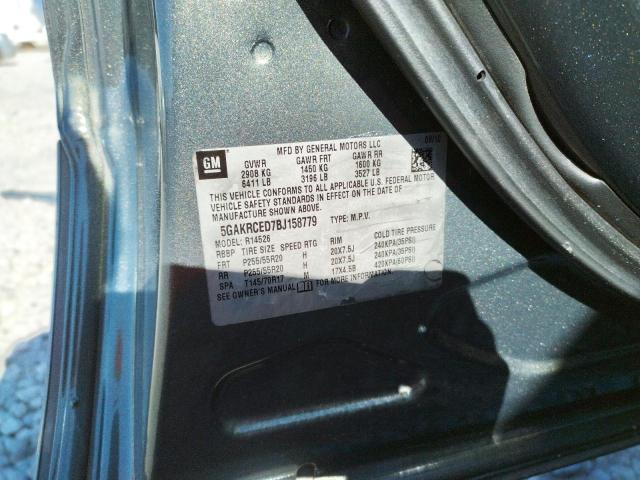 MFD BY GENERAL MOTORS LLC 09/10
GM
GVWR GAWR FRT GAWR RR
2908 KG 1450 KG 1600 KG
6411 LB 3196 LB 3527 LB
THIS VEHICLE CONFORMS TO ALL APPLICABLE U.S. FEDERAL MOTOR
VEHICLE SAFETY STANDARDS IN EFFECT ON THE DATE OF
MANUFACTURE SHOWN ABOVE.
5GAKRCED7BJ158779 TYPE: M.P.V.
MODEL: R14526
RBBP TIRE SIZE SPEED RTG RIM COLD TIRE PRESSURE
FRT P255/55R20 H 20X7.5J 240KPA(35PSI)
RR P255/55R20 H 20X7.5J 240KPA(35PSI)
SPA T145/70R17 M 17X4.5B 420KPA(60PSI)
SEE OWNER'S MANUAL FOR MORE INFORMATION.